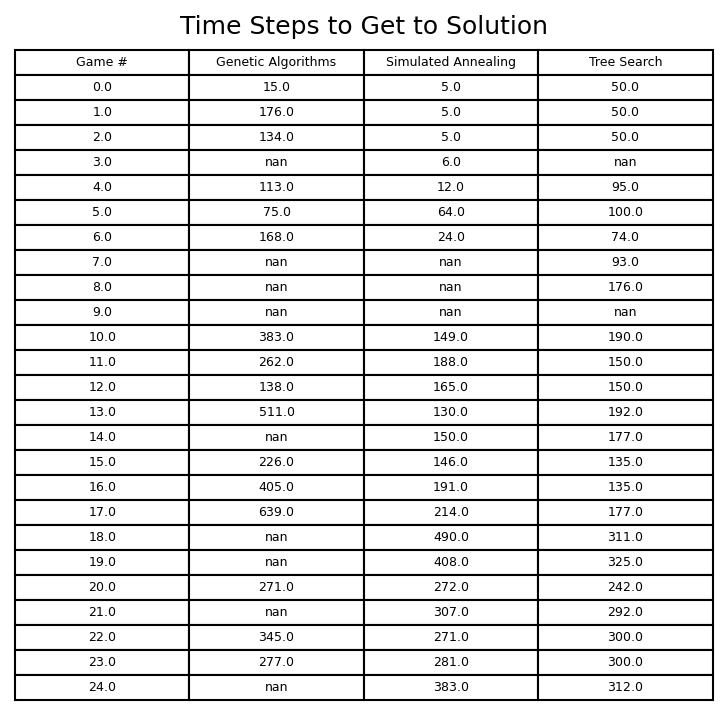 Time Steps to Get to Solution
Game # Genetic Algorithms Simulated Annealing Tree Search
0.0 15.0 5.0 50.0
1.0 176.0 5.0 50.0
2.0 134.0 5.0 50.0
3.0 nan 6.0 nan
4.0 113.0 12.0 95.0
5.0 75.0 64.0 100.0
6.0 168.0 24.0 74.0
7.0 nan nan 93.0
8.0 nan nan 176.0
9.0 nan nan nan
10.0 383.0 149.0 190.0
11.0 262.0 188.0 150.0
12.0 138.0 165.0 150.0
13.0 511.0 130.0 192.0
14.0 nan 150.0 177.0
15.0 226.0 146.0 135.0
16.0 405.0 191.0 135.0
17.0 639.0 214.0 177.0
18.0 nan 490.0 311.0
19.0 nan 408.0 325.0
20.0 271.0 272.0 242.0
21.0 nan 307.0 292.0
22.0 345.0 271.0 300.0
23.0 277.0 281.0 300.0
24.0 nan 383.0 312.0